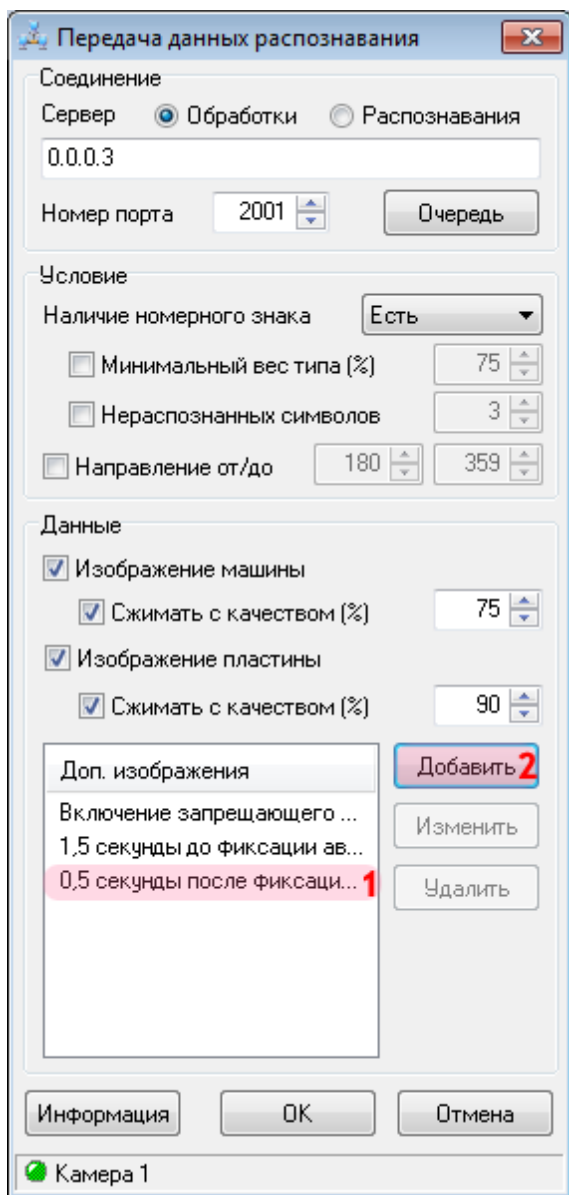 Передача данных распознавания
Соединение
Сервер Обработки Распознавания
0.0.0.3
Номер порта 2001 Очередь
Условие
Наличие номерного знака Есть
Минимальный вес типа (%) 75
Нераспознанных символов 3
Направление от/до 180 359
Данные
Изображение машины
Сжимать с качеством (%) 75
Изображение пластины
Сжимать с качеством (%) 90
Доп. изображения
Добавить 2
Включение запрещающего ...
Изменить
1,5 секунды до фиксации ав...
0,5 секунды после фиксаци... 1
Удалить
Информация OK Отмена
Камера 1